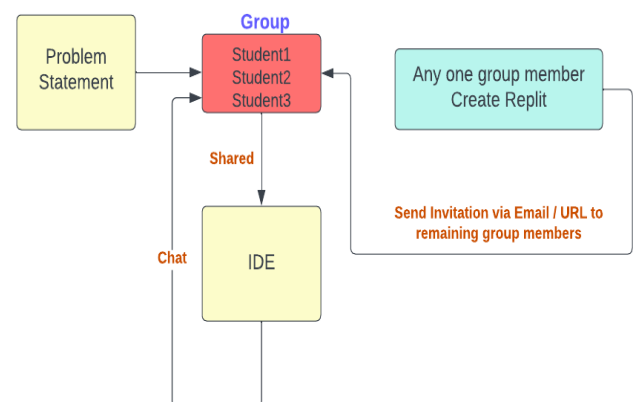 Group
Problem
Statement
Student1
Student2
Student3
Any one group member
Create Replit
Shared
Send Invitation via Email / URL to
remaining group members
Chat
IDE